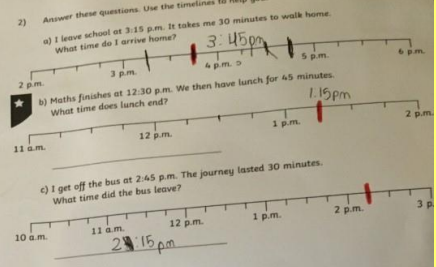 2) Answer these questions. Use the timelines to help
a) I leave school at 3:15 p.m. It takes me 30 minutes to walk home.
What time do I arrive home?
3:45pm
2 p.m. 3 p.m. 4 p.m. 5 p.m. 6 p.m.
b) Maths finishes at 12:30 p.m. We then have lunch for 45 minutes.
What time does lunch end?
1.15pm
11 a.m. 12 p.m. 1 p.m. 2 p.m.
c) I get off the bus at 2:45 p.m. The journey lasted 30 minutes.
What time did the bus leave?
10 a.m. 11 a.m. 12 p.m. 1 p.m. 2 p.m. 3 p
2:15pm